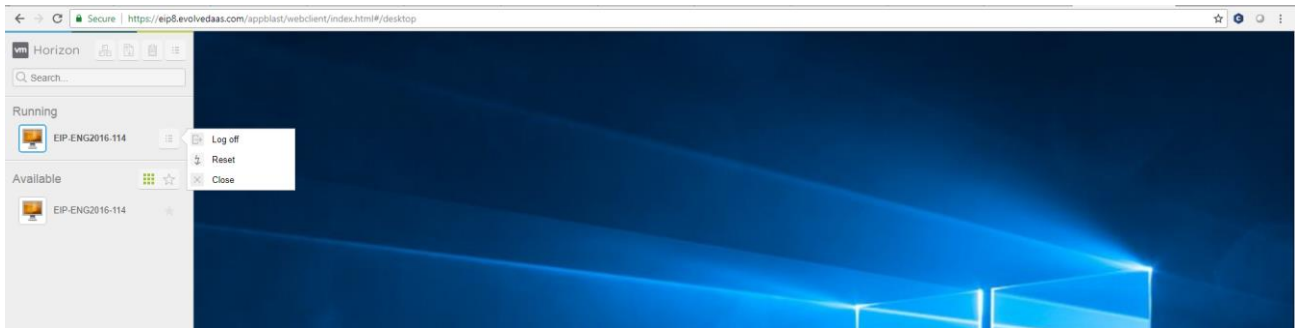 Secure | https://eip8.evolvedaas.com/appblast/webclient/index.html#/desktop
vm Horizon
Search...
Running
EIP-ENG2016-114
Log off
Reset
Close
Available
EIP-ENG2016-114